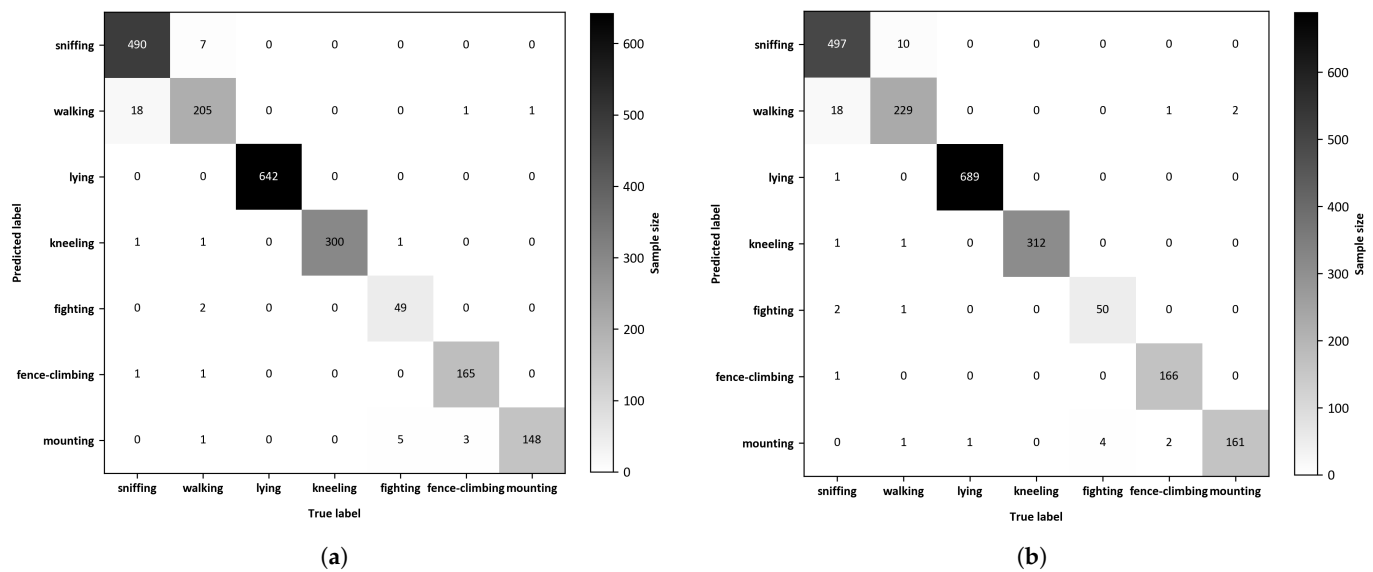 sniffing 490 7 0 0 0 0 0
walking 18 205 0 0 0 1 1
lying 0 0 642 0 0 0 0
kneeling 1 1 0 300 1 0 0
fighting 0 2 0 0 49 0 0
fence-climbing 1 1 0 0 0 165 0
mounting 0 1 0 0 5 3 148
sniffing walking lying kneeling fighting fence-climbing mounting
True label
Predicted label
600
500
400
300
200
100
0
Sample size
(a)
sniffing 497 10 0 0 0 0 0
walking 18 229 0 0 0 1 2
lying 1 0 689 0 0 0 0
kneeling 1 1 0 312 0 0 0
fighting 2 1 0 0 50 0 0
fence-climbing 1 0 0 0 0 166 0
mounting 0 1 1 0 4 2 161
sniffing walking lying kneeling fighting fence-climbing mounting
True label
Predicted label
600
500
400
300
200
100
0
Sample size
(b)